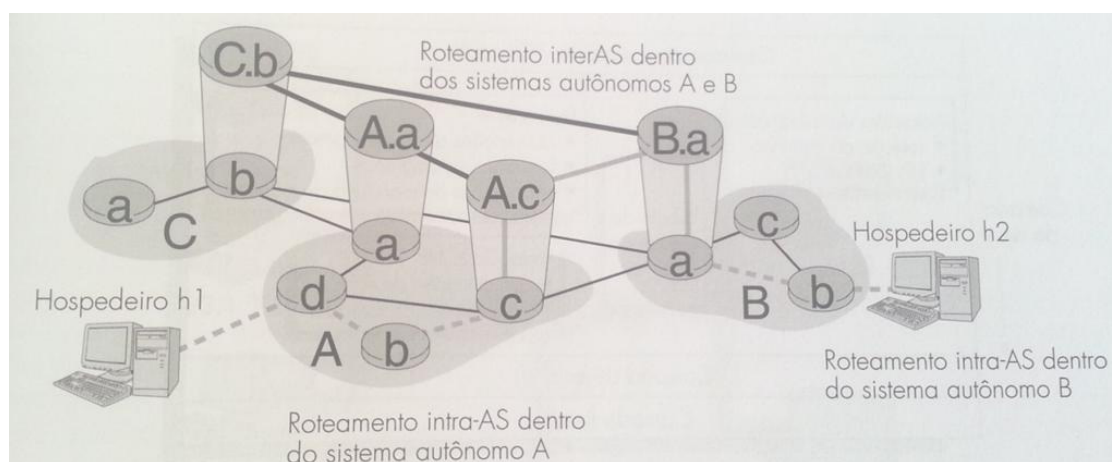 C.b
Roteamento interAS dentro
dos sistemas autônomos A e B
A.a
B.a
A.c
a
b
C
a
c
Hospedeiro h2
a
d
c
B
b
Hospedeiro h1
A
b
Roteamento intra-AS dentro
do sistema autônomo B
Roteamento intra-AS dentro
do sistema autônomo A